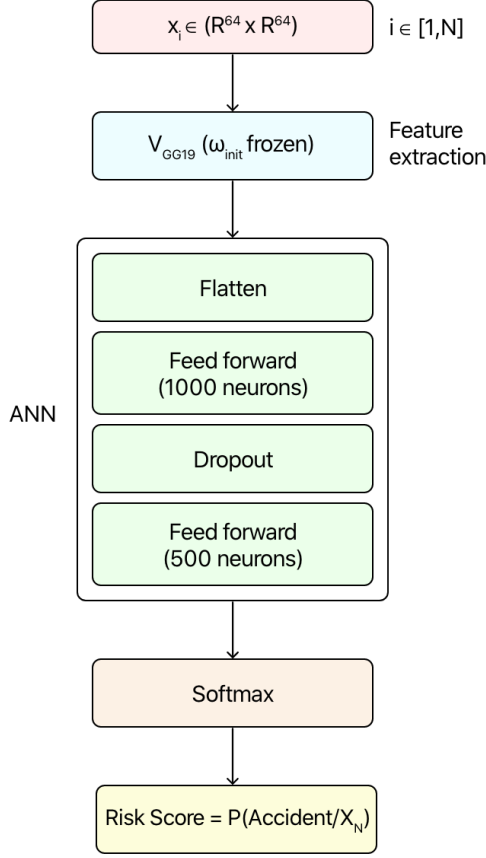 xᵢ ∈ (R⁶⁴ x R⁶⁴)
i ∈ [1,N]
V_GG19 (ω_init frozen)
Feature
extraction
ANN
Flatten
Feed forward
(1000 neurons)
Dropout
Feed forward
(500 neurons)
Softmax
Risk Score = P(Accident/X_N)